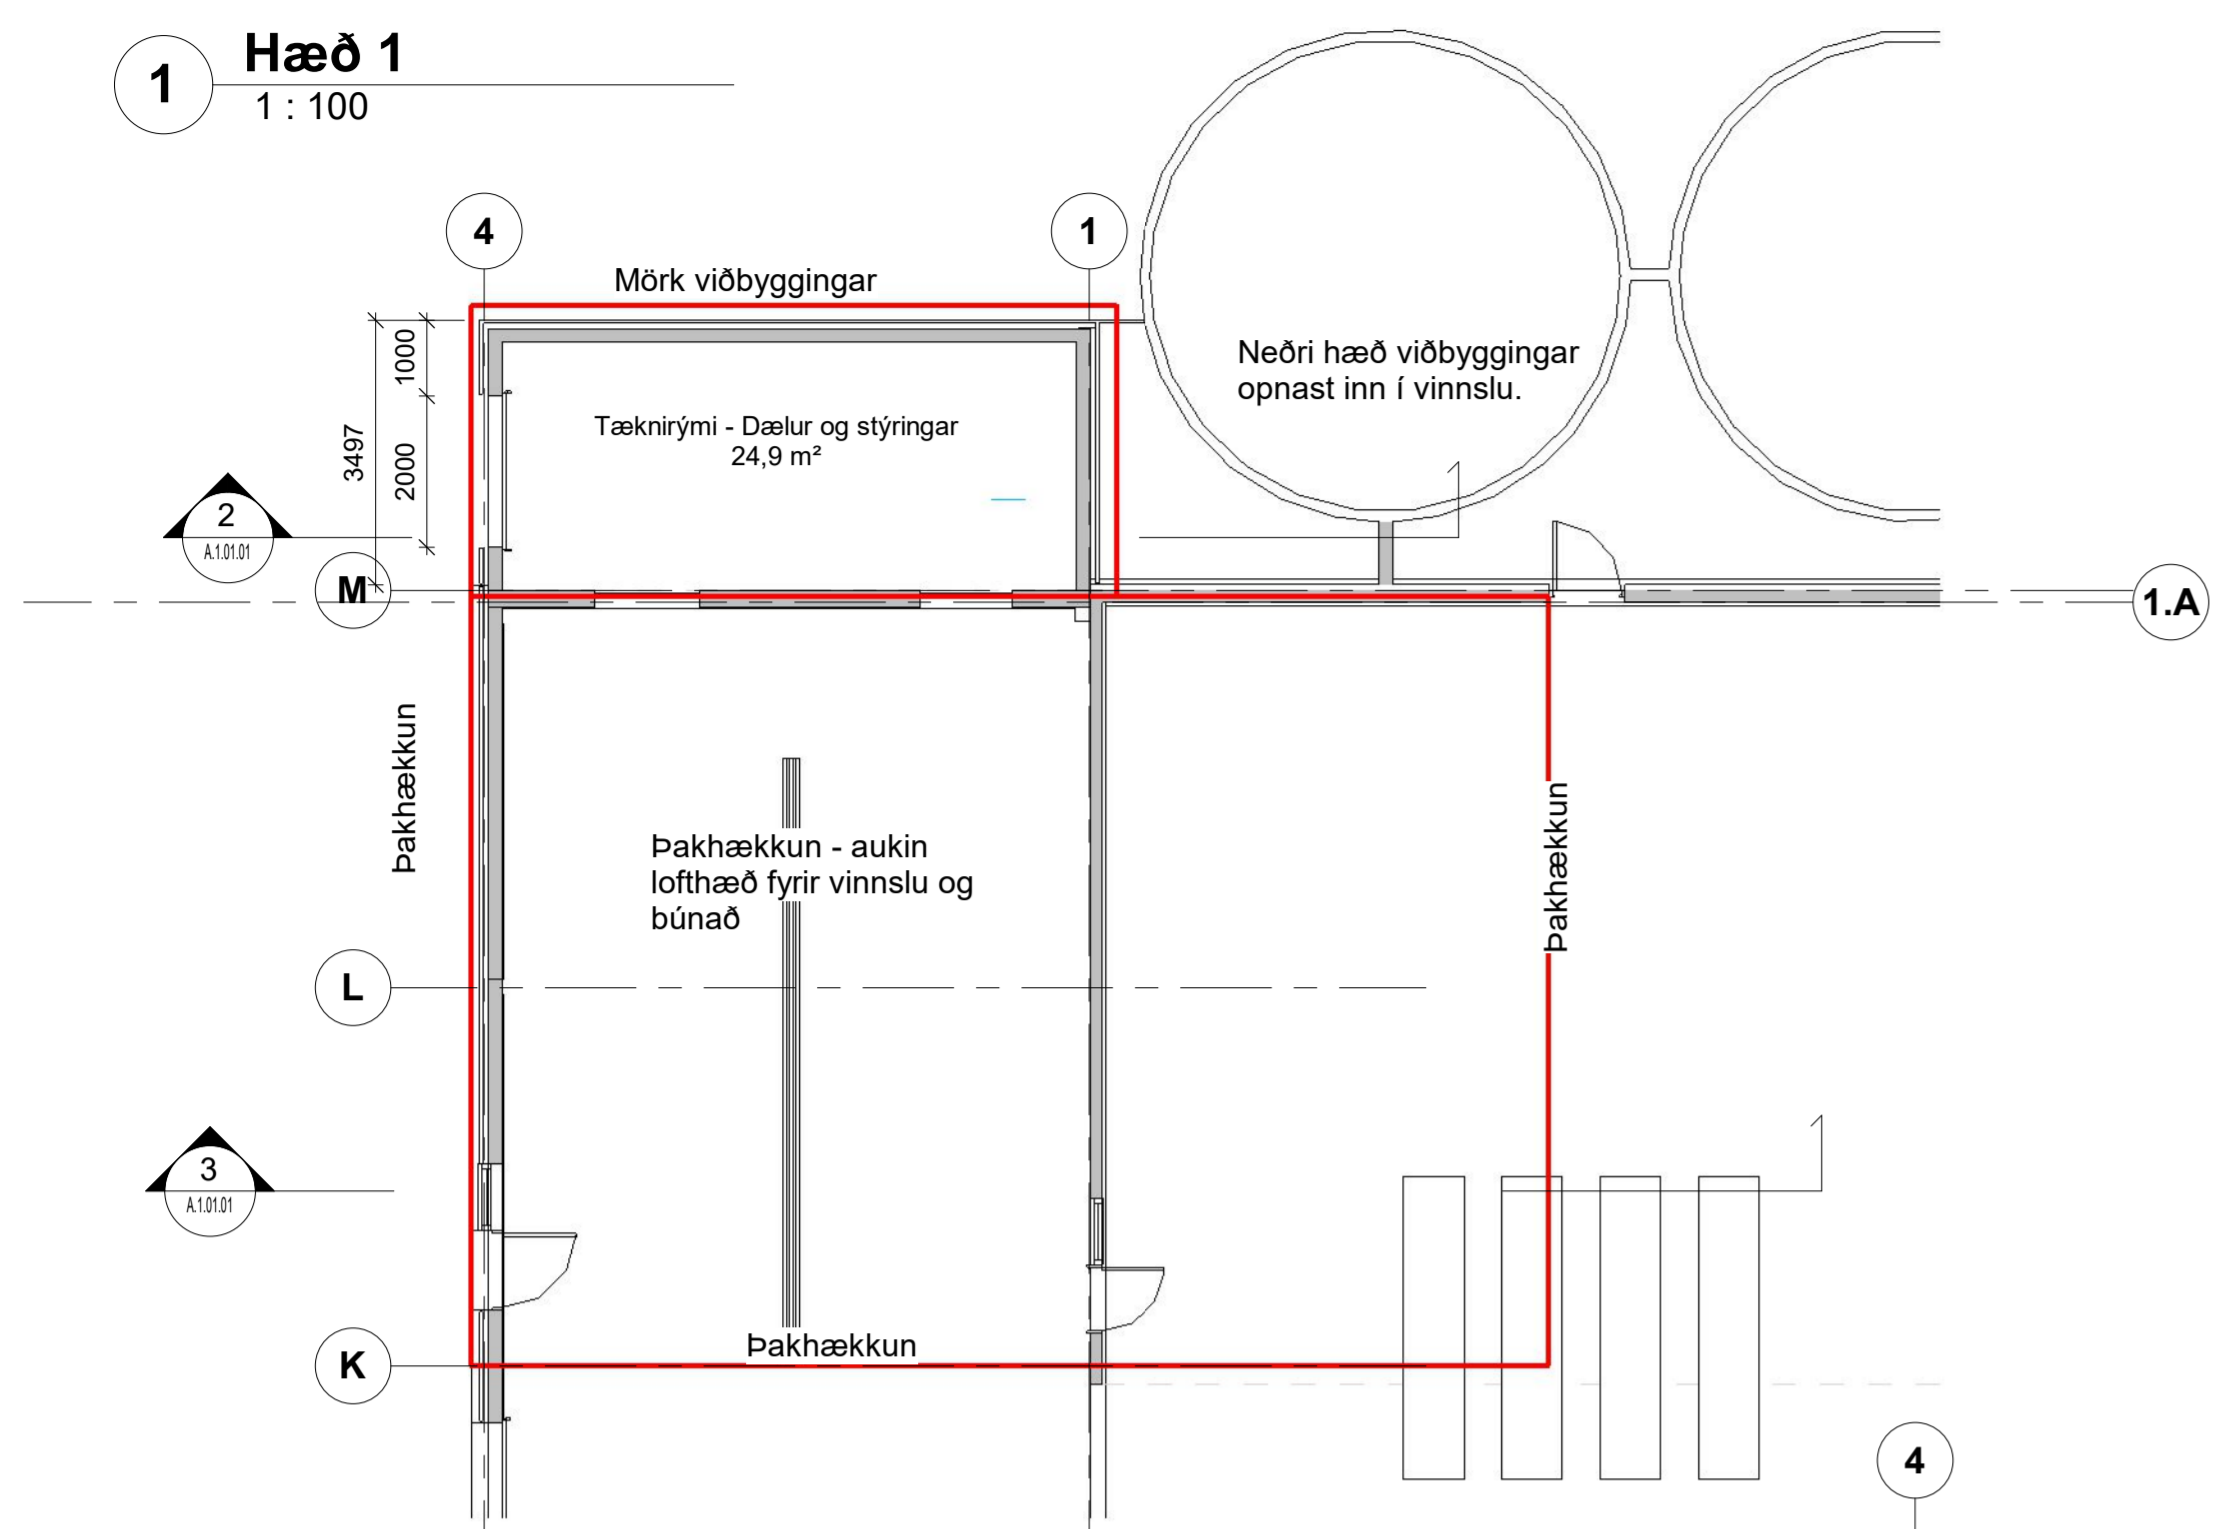 1
Hæð 1
1 : 100
4
1
Mörk viðbyggingar
1000
3497
2000
Neðri hæð viðbyggingar
opnast inn í vinnslu.
Tæknirými - Dælur og stýringar
24,9 m²
2
A.1.01.01
M
1.A
Þakhækkun
Þakhækkun
Þakhækkun - aukin
lofthæð fyrir vinnslu og
búnað
L
3
A.1.01.01
Þakhækkun
K
4